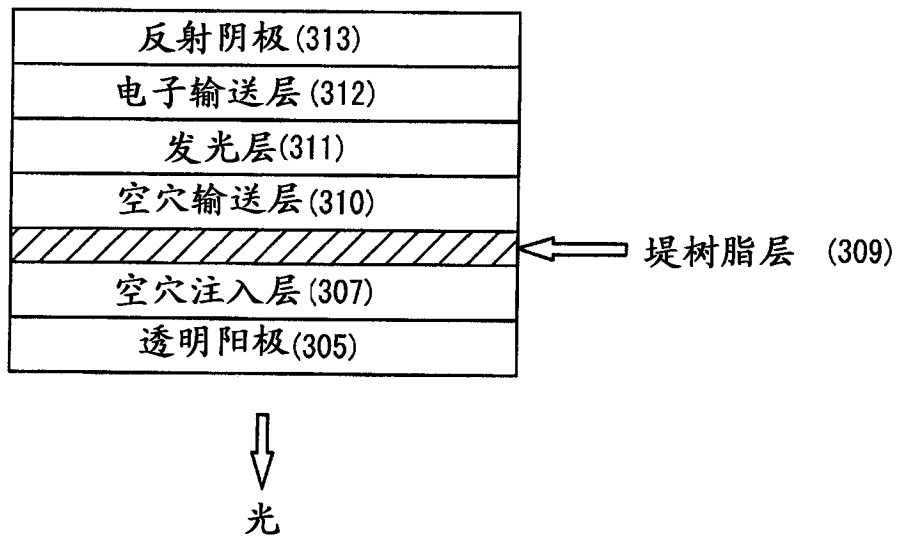 反射阴极(313)
电子输送层(312)
发光层(311)
空穴输送层(310)
堤树脂层 (309)
空穴注入层(307)
透明阳极(305)
光